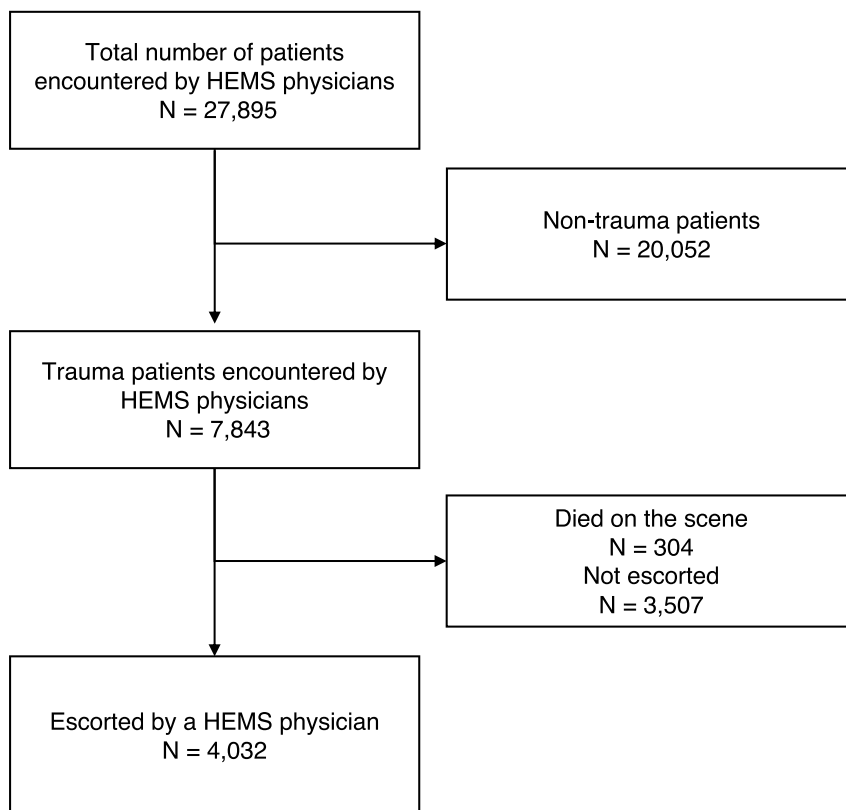 Total number of patients
encountered by HEMS physicians
N = 27,895
Non-trauma patients
N = 20,052
Trauma patients encountered by
HEMS physicians
N = 7,843
Died on the scene
N = 304
Not escorted
N = 3,507
Escorted by a HEMS physician
N = 4,032